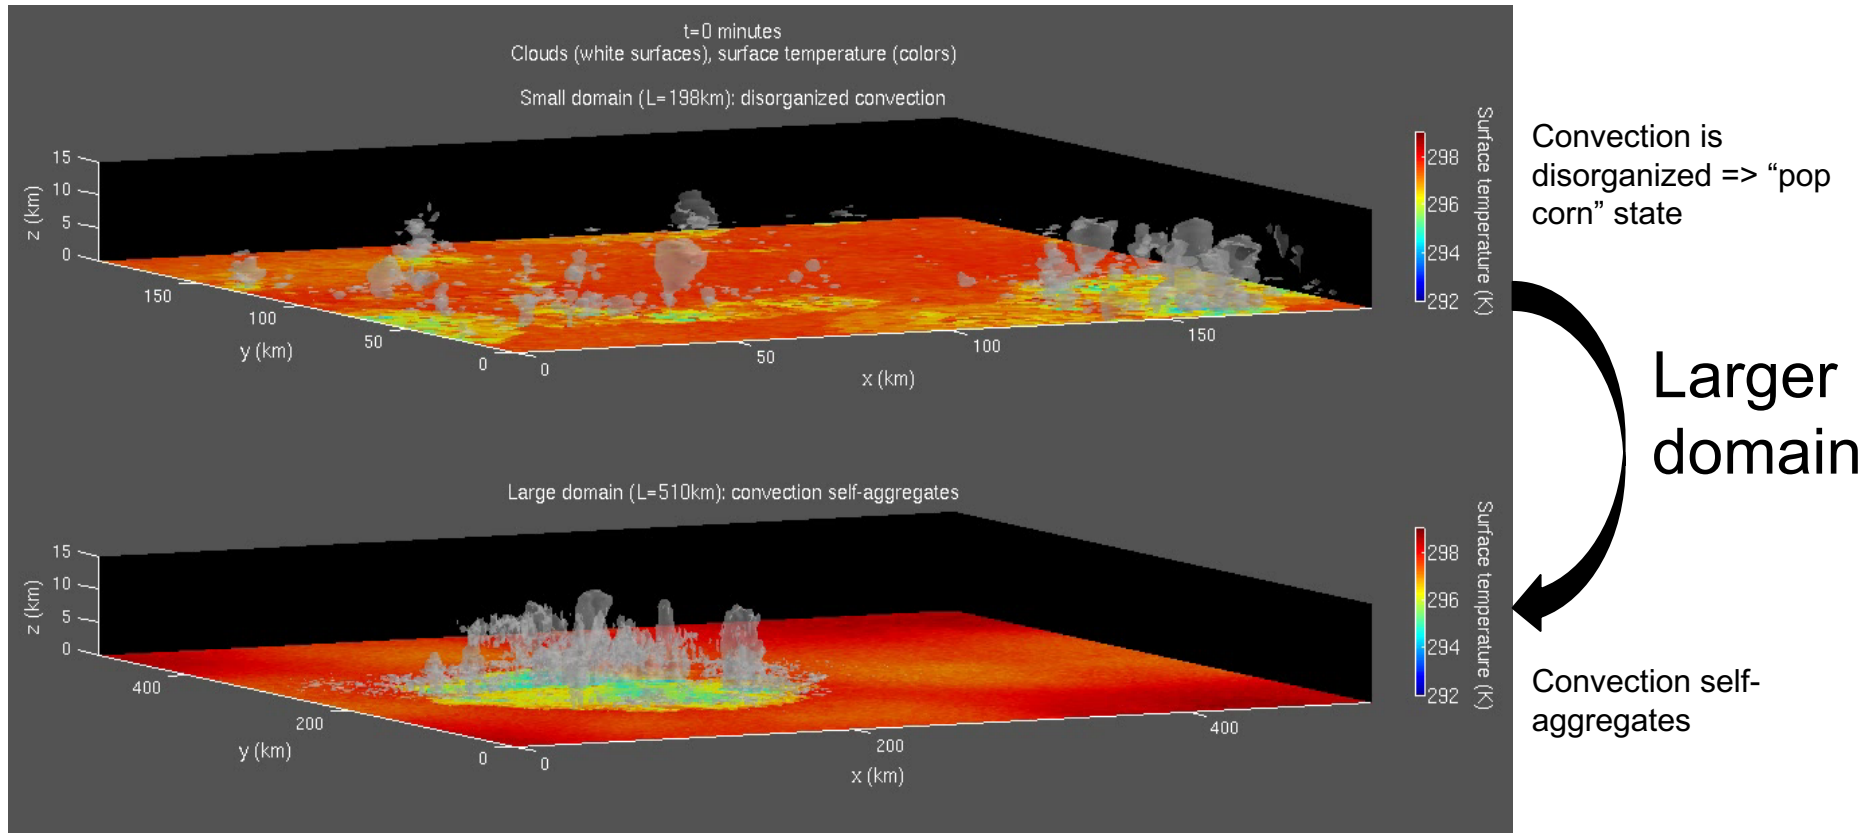 t=0 minutes
Clouds (white surfaces), surface temperature (colors)
Small domain (L=198km): disorganized convection
15
10
5
0
z (km)
150
100
50
0
y (km)
0
50
100
150
x (km)
298
296
294
292
Surface temperature (K)
Convection is
disorganized => “pop
corn” state
Larger
domain
Large domain (L=510km): convection self-aggregates
15
10
5
0
z (km)
400
200
0
y (km)
0
200
400
x (km)
298
296
294
292
Surface temperature (K)
Convection self-
aggregates